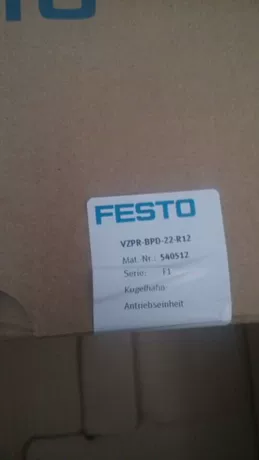 FESTO
VZPR-BPD-22-R12
Mat. Nr.: 540512
Serie: F1
Kugelhahn
Antriebseinheit